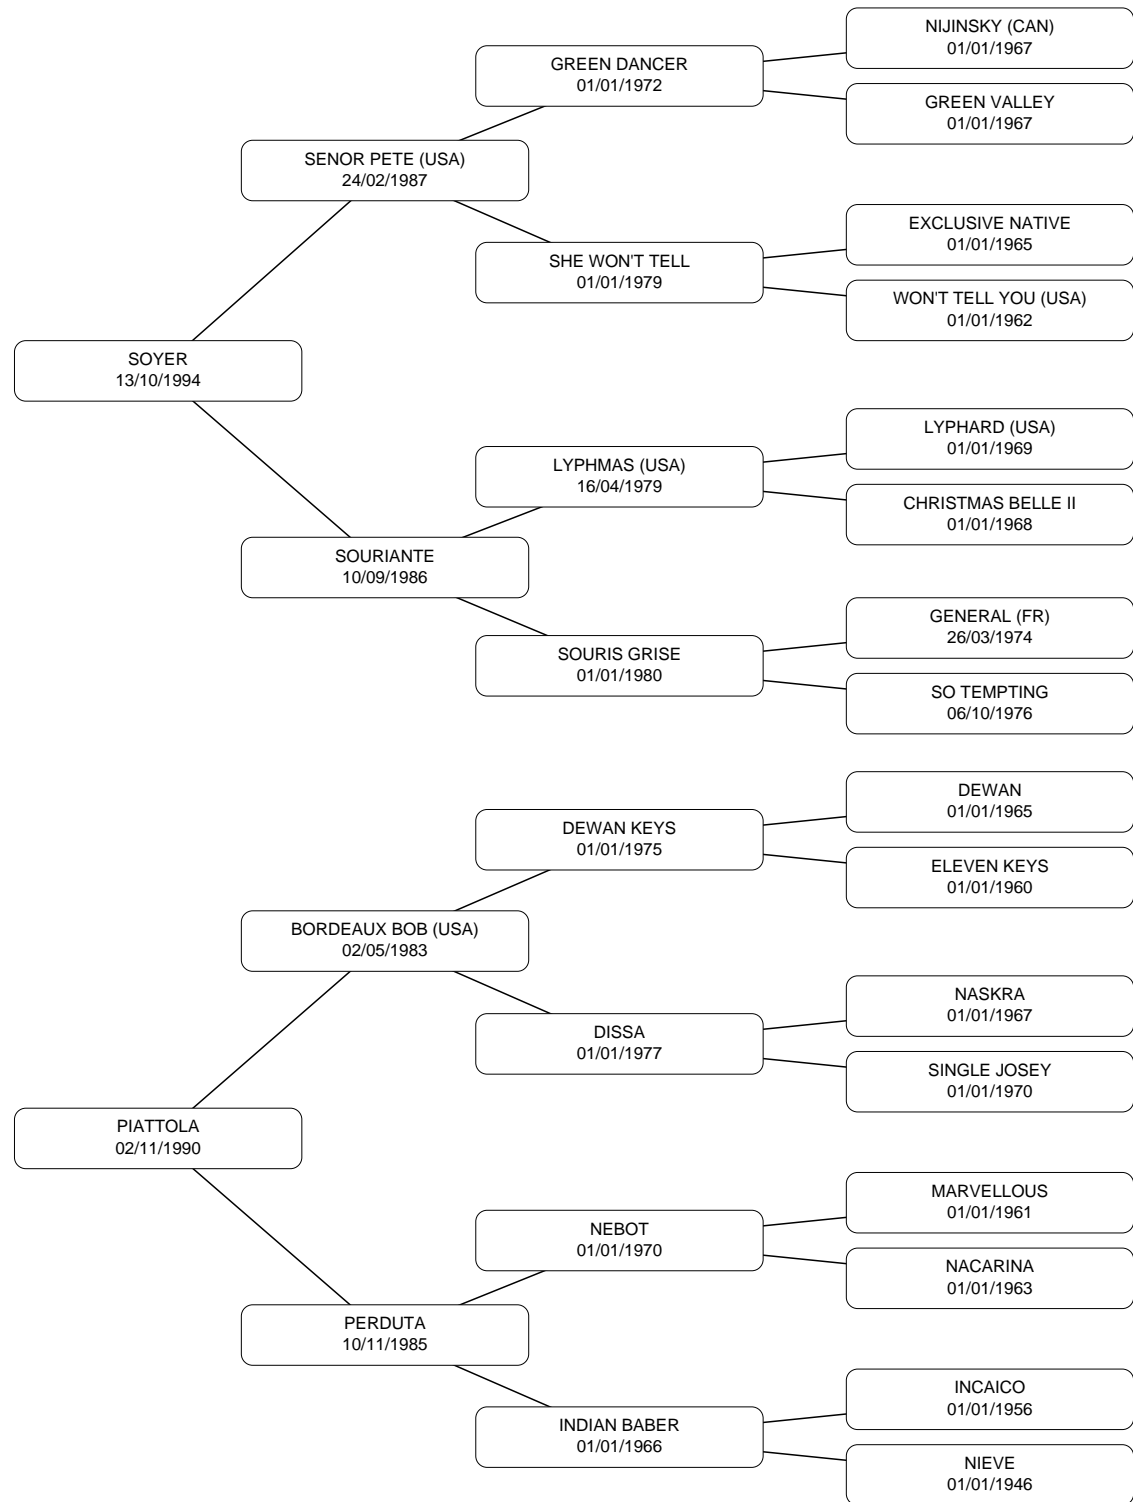 NIJINSKY (CAN)
01/01/1967
GREEN DANCER
01/01/1972
GREEN VALLEY
01/01/1967
SENOR PETE (USA)
24/02/1987
EXCLUSIVE NATIVE
01/01/1965
SHE WON'T TELL
01/01/1979
WON'T TELL YOU (USA)
01/01/1962
SOYER
13/10/1994
LYPHARD (USA)
01/01/1969
LYPHMAS (USA)
16/04/1979
CHRISTMAS BELLE II
01/01/1968
SOURIANTE
10/09/1986
GENERAL (FR)
26/03/1974
SOURIS GRISE
01/01/1980
SO TEMPTING
06/10/1976
DEWAN
01/01/1965
DEWAN KEYS
01/01/1975
ELEVEN KEYS
01/01/1960
BORDEAUX BOB (USA)
02/05/1983
NASKRA
01/01/1967
DISSA
01/01/1977
SINGLE JOSEY
01/01/1970
PIATTOLA
02/11/1990
MARVELLOUS
01/01/1961
NEBOT
01/01/1970
NACARINA
01/01/1963
PERDUTA
10/11/1985
INCAICO
01/01/1956
INDIAN BABER
01/01/1966
NIEVE
01/01/1946